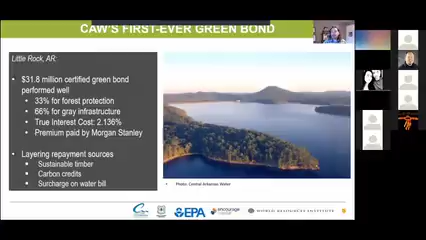 CAW'S FIRST-EVER GREEN BOND
Little Rock, AR:
• $31.8 million certified green bond
performed well
• 33% for forest protection
• 66% for gray infrastructure
• True Interest Cost: 2.136%
• Premium paid by Morgan Stanley
• Layering repayment sources
• Sustainable timber
• Carbon credits
• Surcharge on water bill
• Photo: Central Arkansas Water
EPA
encourage
WORLD RESOURCES INSTITUTE